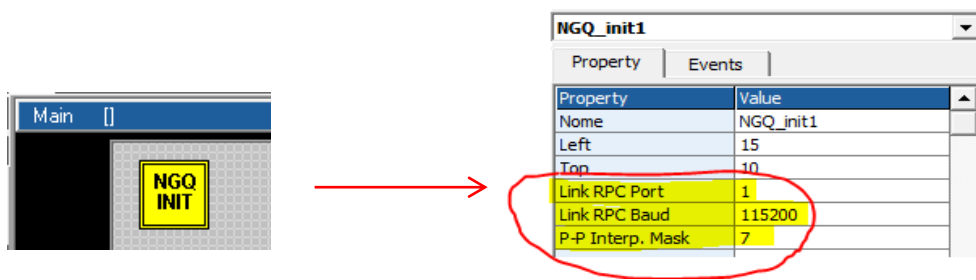 Main []
NGQ
INIT
NGQ_init1
Property Events
Property Value
Nome NGQ_init1
Left 15
Top 10
Link RPC Port 1
Link RPC Baud 115200
P-P Interp. Mask 7